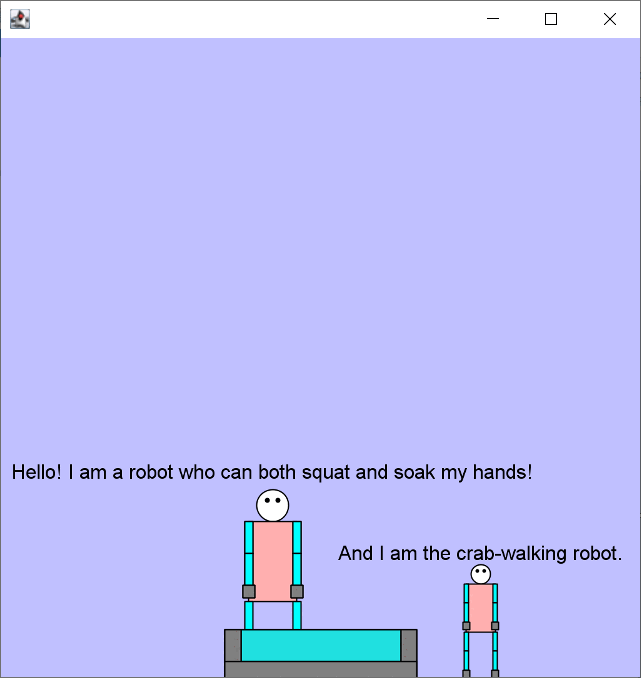 Hello! I am a robot who can both squat and soak my hands!
And I am the crab-walking robot.